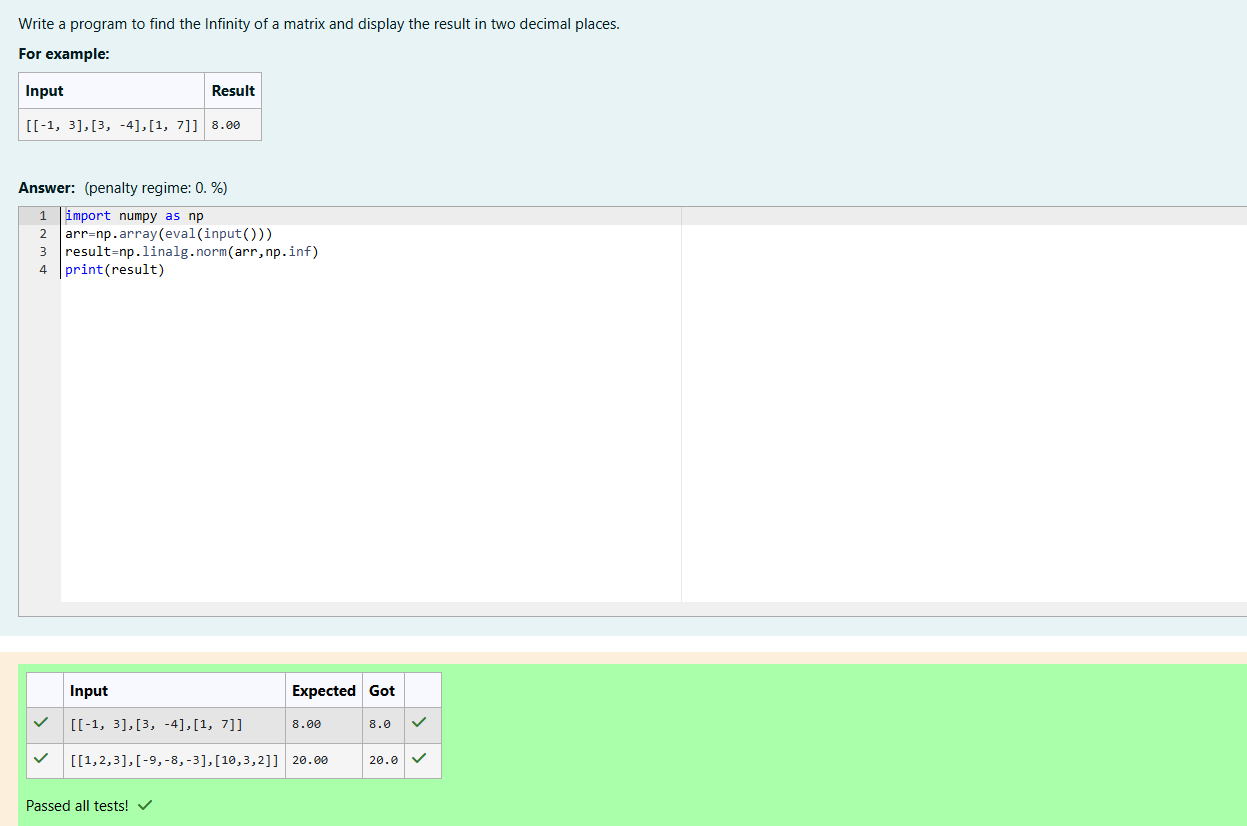 Write a program to find the Infinity of a matrix and display the result in two decimal places.
For example:
Input Result
[[-1, 3],[3, -4],[1, 7]] 8.00
Answer: (penalty regime: 0. %)
1 import numpy as np
2 arr=np.array(eval(input()))
3 result=np.linalg.norm(arr,np.inf)
4 print(result)
Input Expected Got
[[-1, 3],[3, -4],[1, 7]] 8.00 8.0
[[1,2,3],[-9,-8,-3],[10,3,2]] 20.00 20.0
Passed all tests!